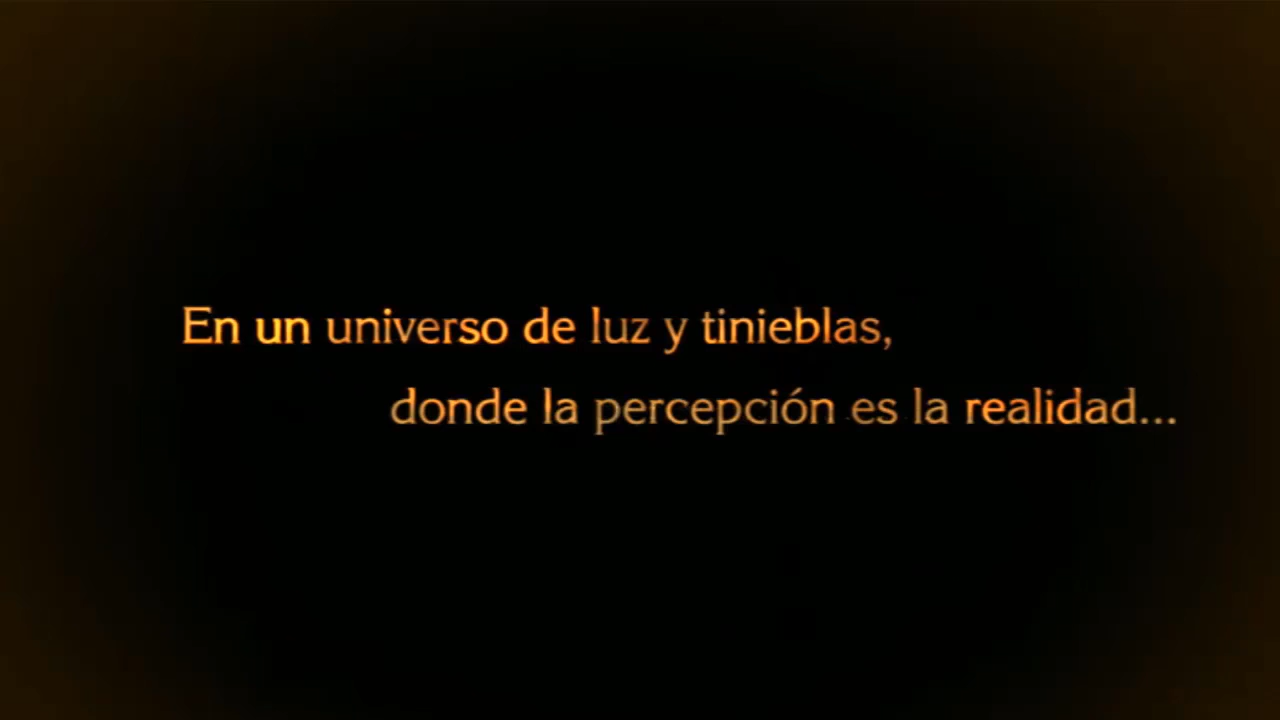 En un universo de luz y tinieblas,
donde la percepción es la realidad...